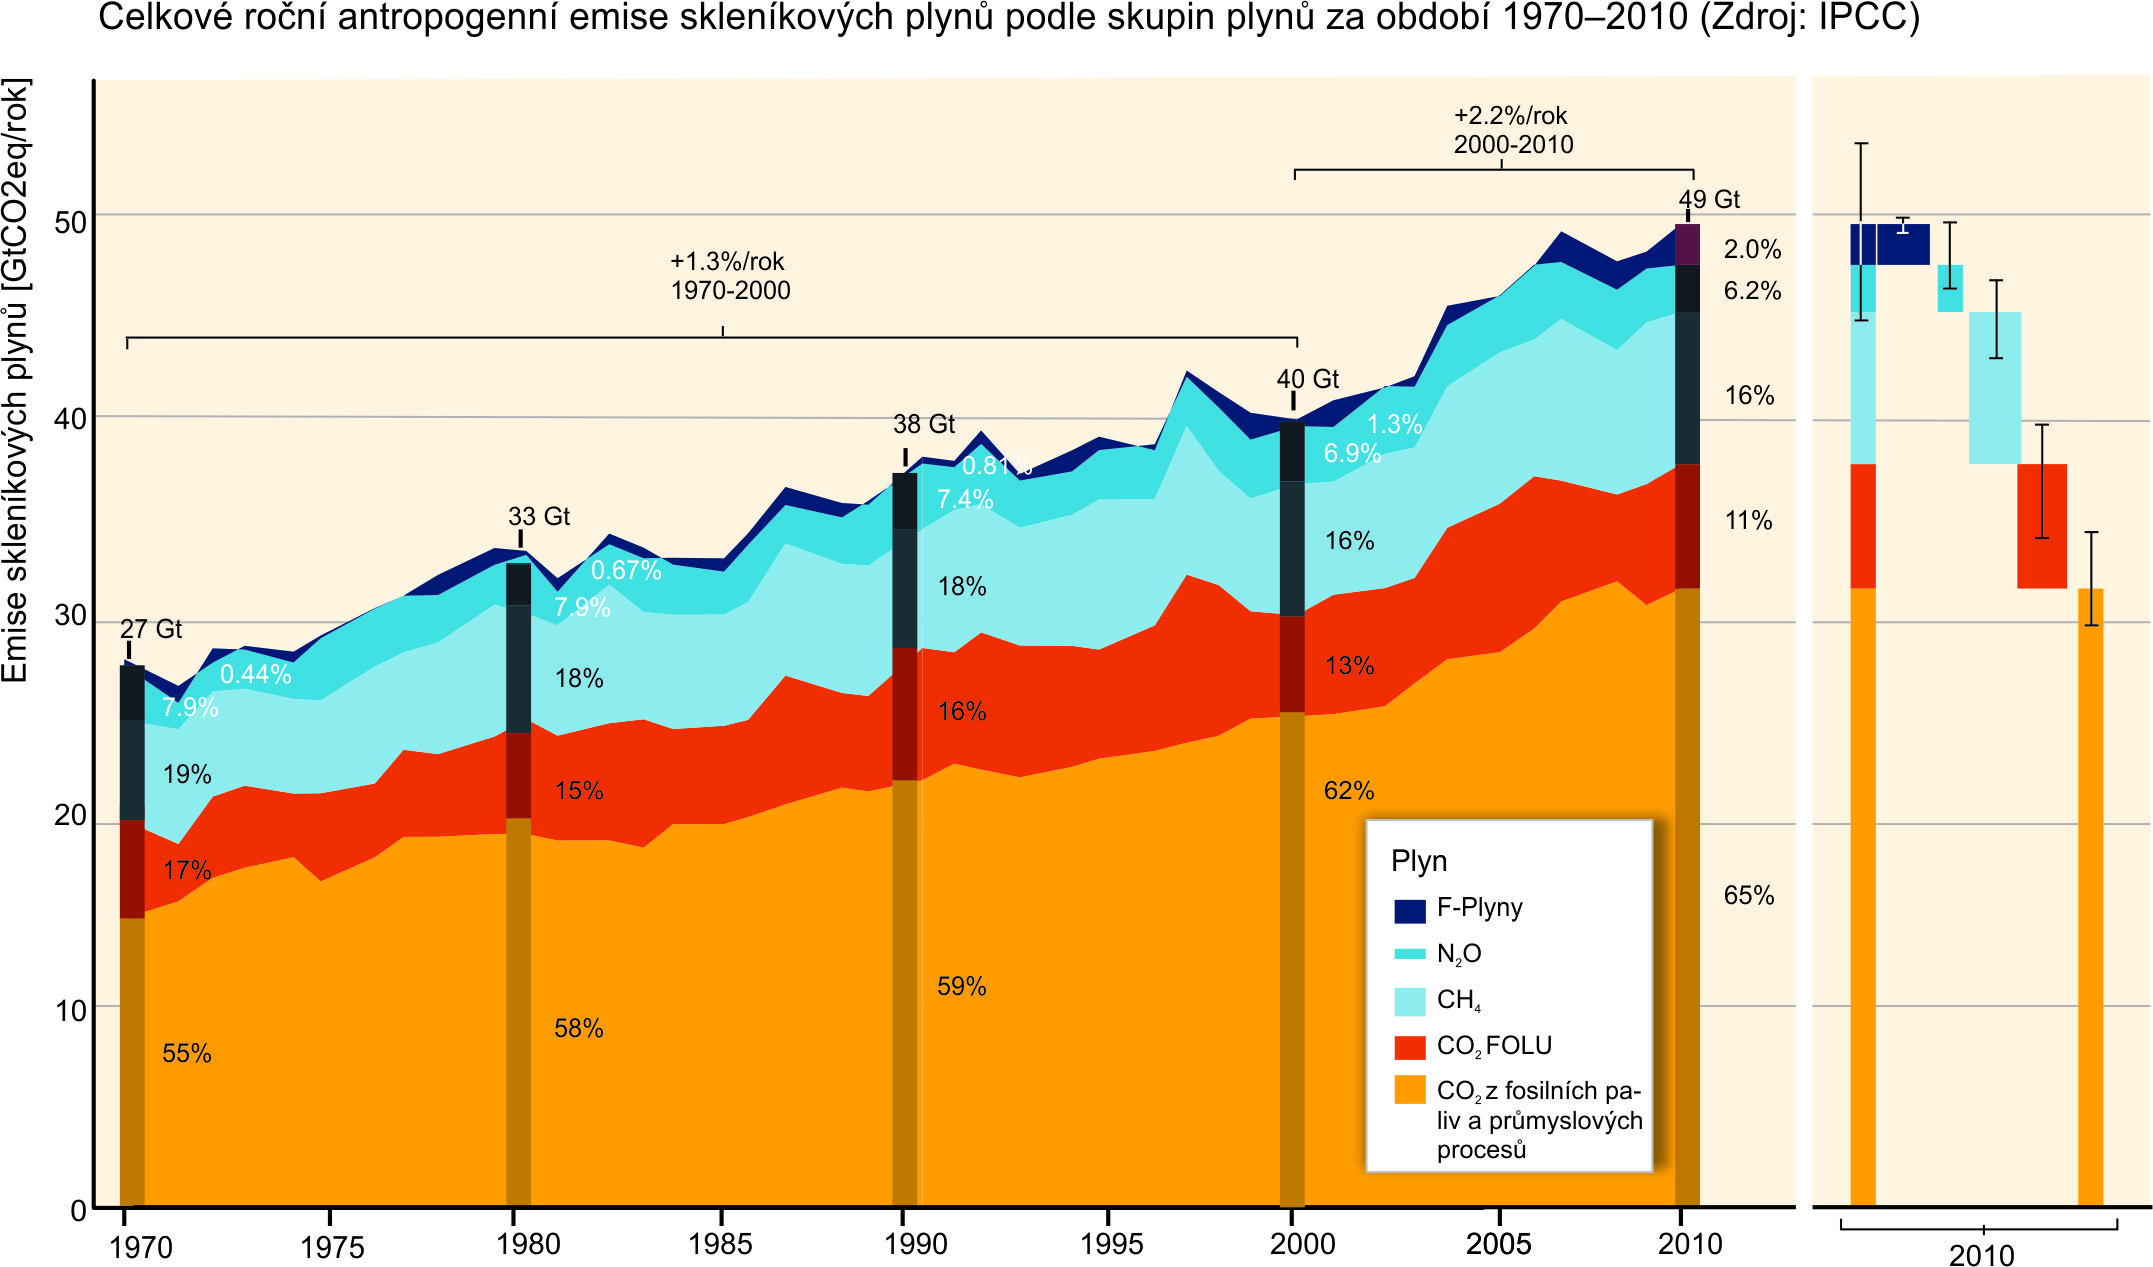 Celkové roční antropogenní emise skleníkových plynů podle skupin plynů za období 1970–2010 (Zdroj: IPCC)
Emise skleníkových plynů [GtCO2eq/rok]
50
40
30
20
10
0
+1.3%/rok
1970-2000
+2.2%/rok
2000-2010
27 Gt
33 Gt
38 Gt
40 Gt
49 Gt
0.44%
7.9%
19%
17%
55%
0.67%
7.9%
18%
15%
58%
0.81%
7.4%
18%
16%
59%
1.3%
6.9%
16%
13%
62%
2.0%
6.2%
16%
11%
65%
Plyn
F-Plyny
N₂O
CH₄
CO₂ FOLU
CO₂ z fosilních pa-
liv a průmyslových
procesů
1970 1975 1980 1985 1990 1995 2000 2005 2010
2010